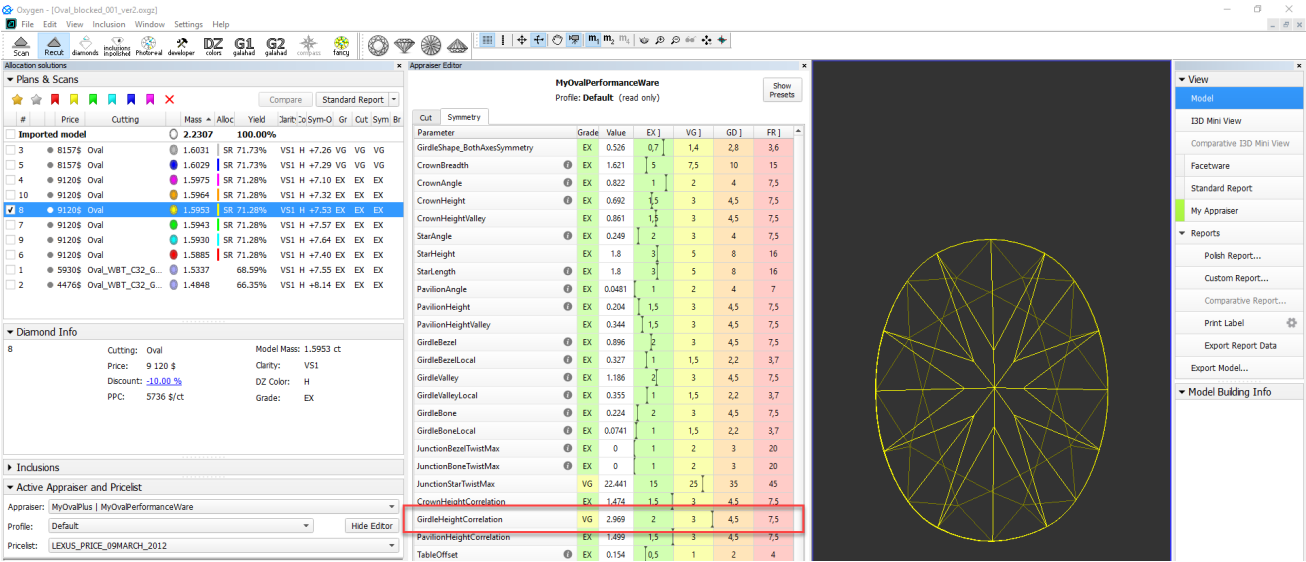 Oxygen - [Oval_blocked_001_ver2.oxgz]
File Edit View Inclusion Window Settings Help
Scan Recut diamonds inclusions inpolished Photoreal developer DZ colors G1 galahad G2 galahad compass fancy m1 m2 m½
Allocation solutions
Plans & Scans
Compare Standard Report
# Price Cutting Mass Alloc Yield Clarit Co Sym-O Gr Cut Sym Br
Imported model 2.2307 100.00%
3 8157$ Oval 1.6031 SR 71.73% VS1 H +7.26 VG VG VG
5 8157$ Oval 1.6029 SR 71.73% VS1 H +7.29 VG VG VG
4 9120$ Oval 1.5975 SR 71.28% VS1 H +7.10 EX EX EX
10 9120$ Oval 1.5964 SR 71.28% VS1 H +7.32 EX EX EX
8 9120$ Oval 1.5953 SR 71.28% VS1 H +7.53 EX EX EX
7 9120$ Oval 1.5943 SR 71.28% VS1 H +7.57 EX EX EX
9 9120$ Oval 1.5930 SR 71.28% VS1 H +7.64 EX EX EX
6 9120$ Oval 1.5885 SR 71.28% VS1 H +7.40 EX EX EX
1 5930$ Oval_WBT_C32_G... 1.5337 68.59% VS1 H +7.55 EX EX EX
2 4476$ Oval_WBT_C32_G... 1.4848 66.35% VS1 H +8.14 EX EX EX
Diamond Info
8 Cutting: Oval Model Mass: 1.5953 ct
Price: 9 120 $ Clarity: VS1
Discount: -10.00 % DZ Color: H
PPC: 5736 $/ct Grade: EX
Inclusions
Active Appraiser and Pricelist
Appraiser: MyOvalPlus | MyOvalPerformanceWare
Profile: Default Hide Editor
Pricelist: LEXUS_PRICE_09MARCH_2012
Appraiser Editor
MyOvalPerformanceWare
Profile: Default (read only)
Show Presets
Cut Symmetry
Parameter Grade Value EX ] VG ] GD ] FR ]
GirdleShape_BothAxesSymmetry EX 0.526 0,7 1,4 2,8 3,6
CrownBreadth EX 1.621 5 7,5 10 15
CrownAngle EX 0.822 1 2 4 7,5
CrownHeight EX 0.692 1,5 3 4,5 7,5
CrownHeightValley EX 0.861 1,5 3 4,5 7,5
StarAngle EX 0.249 2 3 4 7,5
StarHeight EX 1.8 3 5 8 16
StarLength EX 1.8 3 5 8 16
PavilionAngle EX 0.0481 1 2 4 7
PavilionHeight EX 0.204 1,5 3 4,5 7,5
PavilionHeightValley EX 0.344 1,5 3 4,5 7,5
GirdleBezel EX 0.896 2 3 4,5 7,5
GirdleBezelLocal EX 0.327 1 1,5 2,2 3,7
GirdleValley EX 1.186 2 3 4,5 7,5
GirdleValleyLocal EX 0.355 1 1,5 2,2 3,7
GirdleBone EX 0.224 2 3 4,5 7,5
GirdleBoneLocal EX 0.0741 1 1,5 2,2 3,7
JunctionBezelTwistMax EX 0 1 2 3 20
JunctionBoneTwistMax EX 0 1 2 3 20
JunctionStarTwistMax VG 22.441 15 25 35 45
CrownHeightCorrelation EX 1.474 1,5 3 4,5 7,5
GirdleHeightCorrelation VG 2.969 2 3 4,5 7,5
PavilionHeightCorrelation EX 1.499 1,5 3 4,5 7,5
TableOffset EX 0.154 0,5 1 2 4
View
Model
I3D Mini View
Comparative I3D Mini View
Facetware
Standard Report
My Appraiser
Reports
Polish Report...
Custom Report...
Comparative Report...
Print Label
Export Report Data
Export Model...
Model Building Info